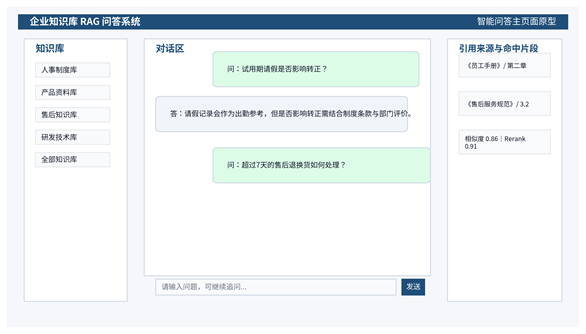 企业知识库 RAG 问答系统
智能问答主页面原型
知识库
人事制度库
产品资料库
售后知识库
研发技术库
全部知识库
对话区
问：试用期请假是否影响转正？
答：请假记录会作为出勤参考，但是否影响转正需结合制度条款与部门评价。
问：超过7天的售后退换货如何处理？
请输入问题，可继续追问...
发送
引用来源与命中片段
《员工手册》/ 第二章
《售后服务规范》/ 3.2
相似度 0.86｜Rerank
0.91